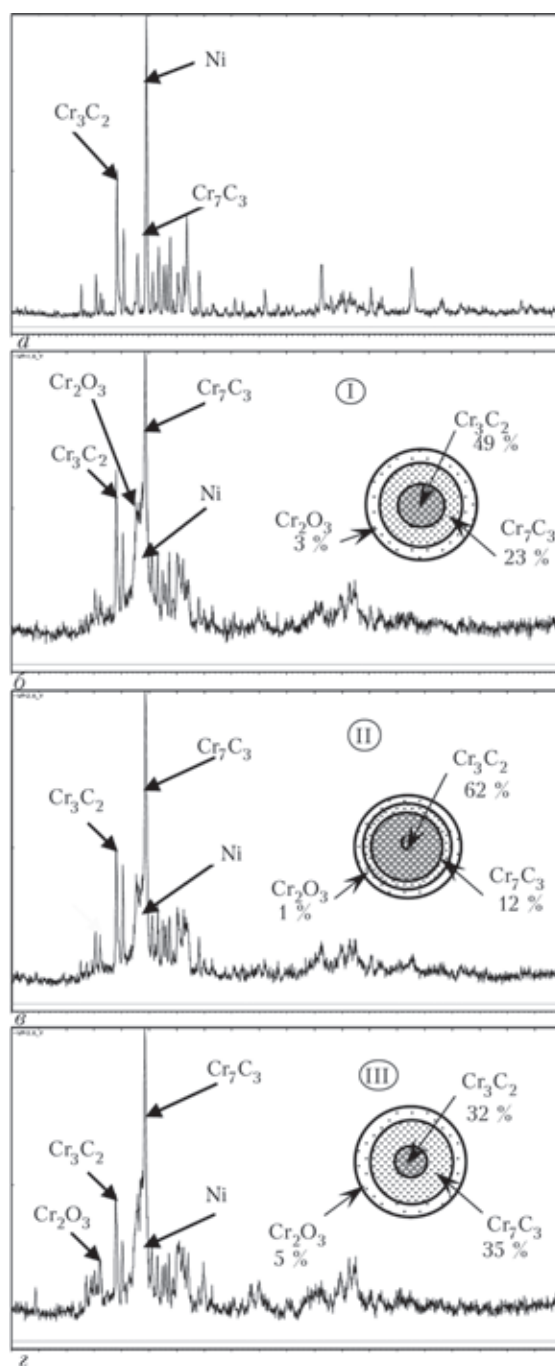 Ni
Cr₃C₂
Cr₇C₃
а
Cr₂O₃
Cr₇C₃
Cr₃C₂
Ni
I
Cr₃C₂
49 %
Cr₂O₃
3 %
Cr₇C₃
23 %
б
Cr₇C₃
Cr₃C₂
Ni
II
Cr₃C₂
62 %
Cr₂O₃
1 %
Cr₇C₃
12 %
в
Cr₇C₃
Cr₃C₂
Cr₂O₃
Ni
III
Cr₃C₂
32 %
Cr₂O₃
5 %
Cr₇C₃
35 %
г